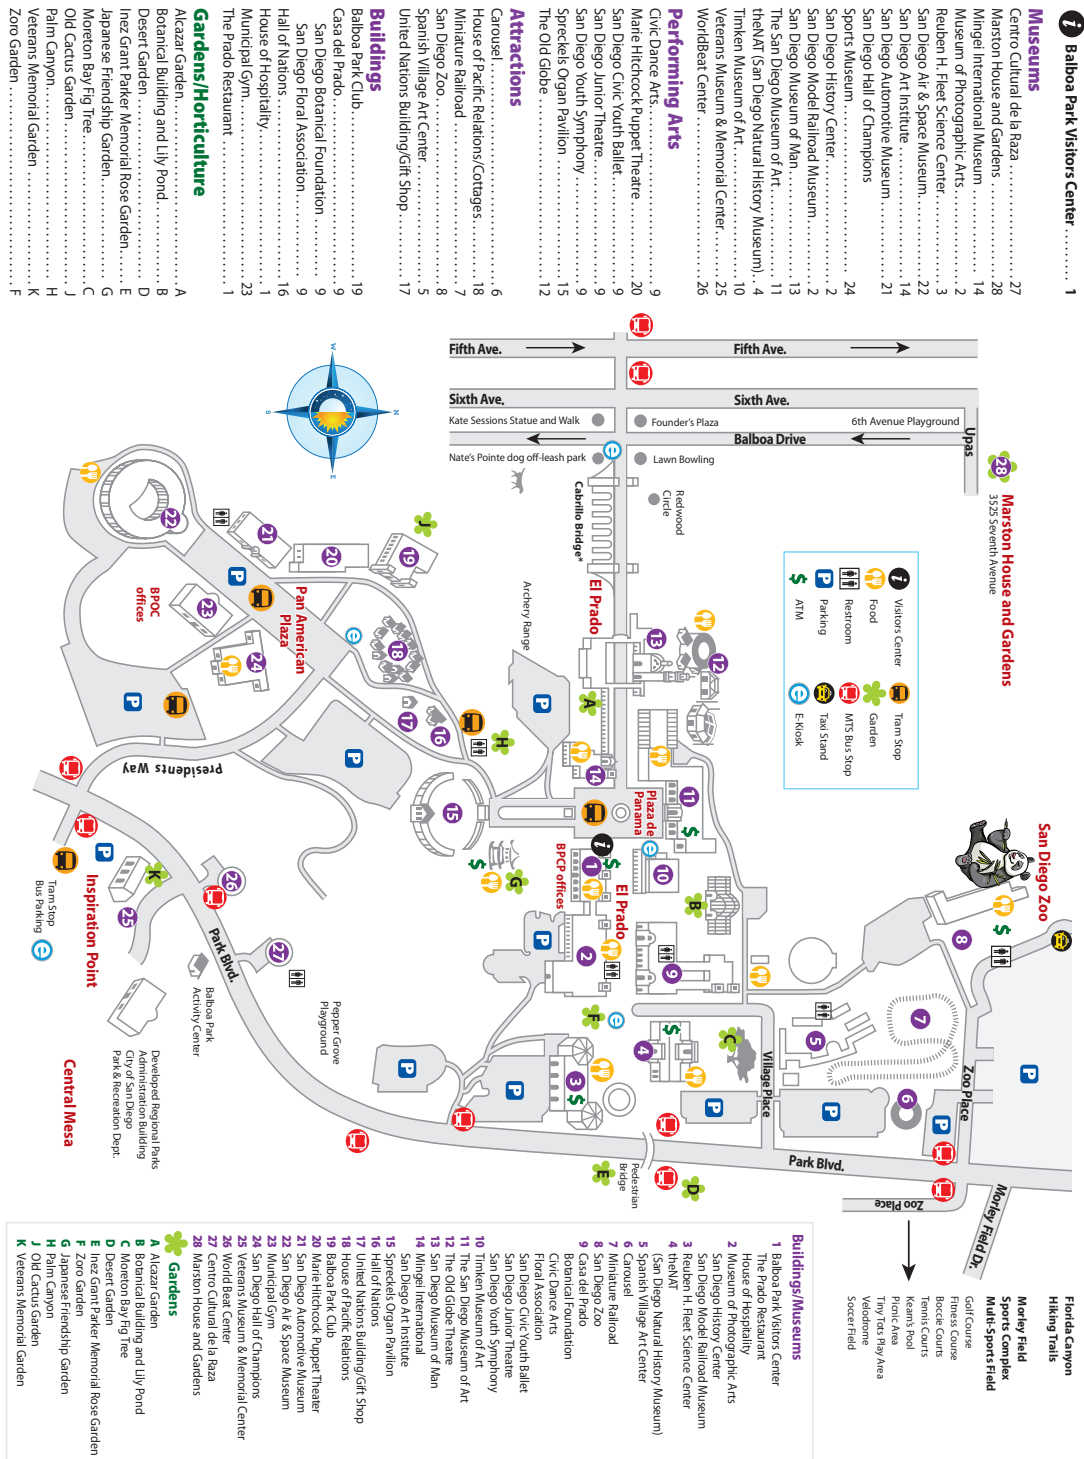 Balboa Park Visitors Center . . . . . . . . 1
Museums
Centro Cultural de la Raza . . . . . . . . 27
Marston House and Gardens . . . . . . . . 28
Mingei International Museum . . . . . . . . 14
Museum of Photographic Arts . . . . . . . . 2
Reuben H. Fleet Science Center . . . . . . . . 3
San Diego Air & Space Museum . . . . . . . . 22
San Diego Art Institute . . . . . . . . 14
San Diego Automotive Museum . . . . . . . . 21
San Diego Hall of Champions
Sports Museum . . . . . . . . 24
San Diego History Center . . . . . . . . 2
San Diego Model Railroad Museum . . . . . . . . 2
San Diego Museum of Man . . . . . . . . 13
The San Diego Museum of Art . . . . . . . . 11
theNAT (San Diego Natural History Museum) . . 4
Timken Museum of Art . . . . . . . . 10
Veterans Museum & Memorial Center . . . . . . . . 25
WorldBeat Center . . . . . . . . 26
Performing Arts
Civic Dance Arts . . . . . . . . 9
Marie Hitchcock Puppet Theatre . . . . . . . . 20
San Diego Civic Youth Ballet . . . . . . . . 9
San Diego Junior Theatre . . . . . . . . 9
San Diego Youth Symphony . . . . . . . . 9
Spreckels Organ Pavilion . . . . . . . . 15
The Old Globe . . . . . . . . 12
Attractions
Carousel . . . . . . . . 6
House of Pacific Relations/Cottages . . . . . . . . 18
Miniature Railroad . . . . . . . . 7
San Diego Zoo . . . . . . . . 8
Spanish Village Art Center . . . . . . . . 5
United Nations Building/Gift Shop . . . . . . . . 17
Buildings
Balboa Park Club . . . . . . . . 19
Casa del Prado . . . . . . . . 9
San Diego Botanical Foundation . . . . . . . . 9
San Diego Floral Association . . . . . . . . 9
Hall of Nations . . . . . . . . 16
House of Hospitality . . . . . . . . 1
Municipal Gym . . . . . . . . 23
The Prado Restaurant . . . . . . . . 1
Gardens/Horticulture
Alcazar Garden . . . . . . . . A
Botanical Building and Lily Pond . . . . . . . . B
Desert Garden . . . . . . . . D
Inez Grant Parker Memorial Rose Garden . . . . . E
Japanese Friendship Garden . . . . . . . . G
Moreton Bay Fig Tree . . . . . . . . C
Old Cactus Garden . . . . . . . . J
Palm Canyon . . . . . . . . H
Veterans Memorial Garden . . . . . . . . K
Zoro Garden . . . . . . . . F
Fifth Ave.
Fifth Ave.
Sixth Ave.
Sixth Ave.
Kate Sessions Statue and Walk
Founder's Plaza
6th Avenue Playground
Upas
Balboa Drive
Nate's Pointe dog off-leash park
Lawn Bowling
Redwood
Circle
Cabrillo Bridge*
28
Marston House and Gardens
3525 Seventh Avenue
Visitors Center
Food
Restroom
Parking
ATM
Tram Stop
Garden
MTS Bus Stop
Taxi Stand
E-Kiosk
W
N
S
E
22
21
20
19
J
BPOC
offices
23
24
Pan American
Plaza
18
17
16
H
Archery Range
El Prado
13
12
A
14
11
Plaza de
Panama
15
Presidents Way
BPCP offices
1
El Prado
10
G
B
2
9
F
San Diego Zoo
8
7
5
4
C
3
6
Village Place
Zoo Place
Inspiration Point
Tram Stop
Bus Parking
K
25
26
27
Park Blvd.
Balboa Park
Activity Center
Pepper Grove
Playground
Developed Regional Parks
Administration Building
City of San Diego
Park & Recreation Dept.
Central Mesa
Pedestrian
Bridge
E
D
Park Blvd.
Zoo Place
Morley Field Dr.
Florida Canyon
Hiking Trails
Morley Field
Sports Complex
Multi-Sports Field
Golf Course
Fitness Course
Boccie Courts
Tennis Courts
Kearn's Pool
Picnic Area
Tiny Tots Play Area
Velodrome
Soccer Field
Buildings/Museums
1 Balboa Park Visitors Center
The Prado Restaurant
House of Hospitality
2 Museum of Photographic Arts
San Diego History Center
San Diego Model Railroad Museum
3 Reuben H. Fleet Science Center
4 theNAT
(San Diego Natural History Museum)
5 Spanish Village Art Center
6 Carousel
7 Miniature Railroad
8 San Diego Zoo
9 Casa del Prado
Botanical Foundation
Civic Dance Arts
Floral Association
San Diego Civic Youth Ballet
San Diego Junior Theatre
San Diego Youth Symphony
10 Timken Museum of Art
11 The San Diego Museum of Art
12 The Old Globe Theatre
13 San Diego Museum of Man
14 Mingei International
San Diego Art Institute
15 Spreckels Organ Pavilion
16 Hall of Nations
17 United Nations Building/Gift Shop
18 House of Pacific Relations
19 Balboa Park Club
20 Marie Hitchcock Puppet Theater
21 San Diego Automotive Museum
22 San Diego Air & Space Museum
23 Municipal Gym
24 San Diego Hall of Champions
25 Veterans Museum & Memorial Center
26 World Beat Center
27 Centro Cultural de la Raza
28 Marston House and Gardens
Gardens
A Alcazar Garden
B Botanical Building and Lily Pond
C Moreton Bay Fig Tree
D Desert Garden
E Inez Grant Parker Memorial Rose Garden
F Zoro Garden
G Japanese Friendship Garden
H Palm Canyon
J Old Cactus Garden
K Veterans Memorial Garden